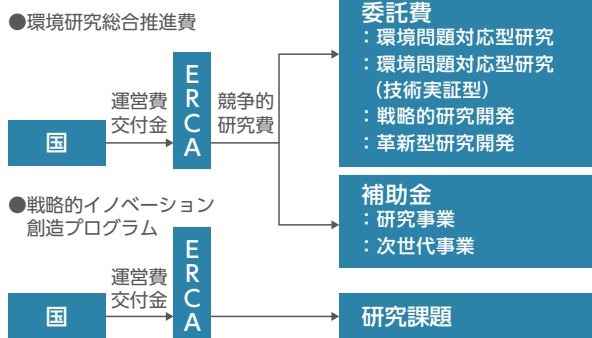 ●環境研究総合推進費
国
運営費
交付金
ERCA
競争的
研究費
委託費
：環境問題対応型研究
：環境問題対応型研究
（技術実証型）
：戦略的研究開発
：革新型研究開発
補助金
：研究事業
：次世代事業
●戦略的イノベーション
創造プログラム
国
運営費
交付金
ERCA
研究課題